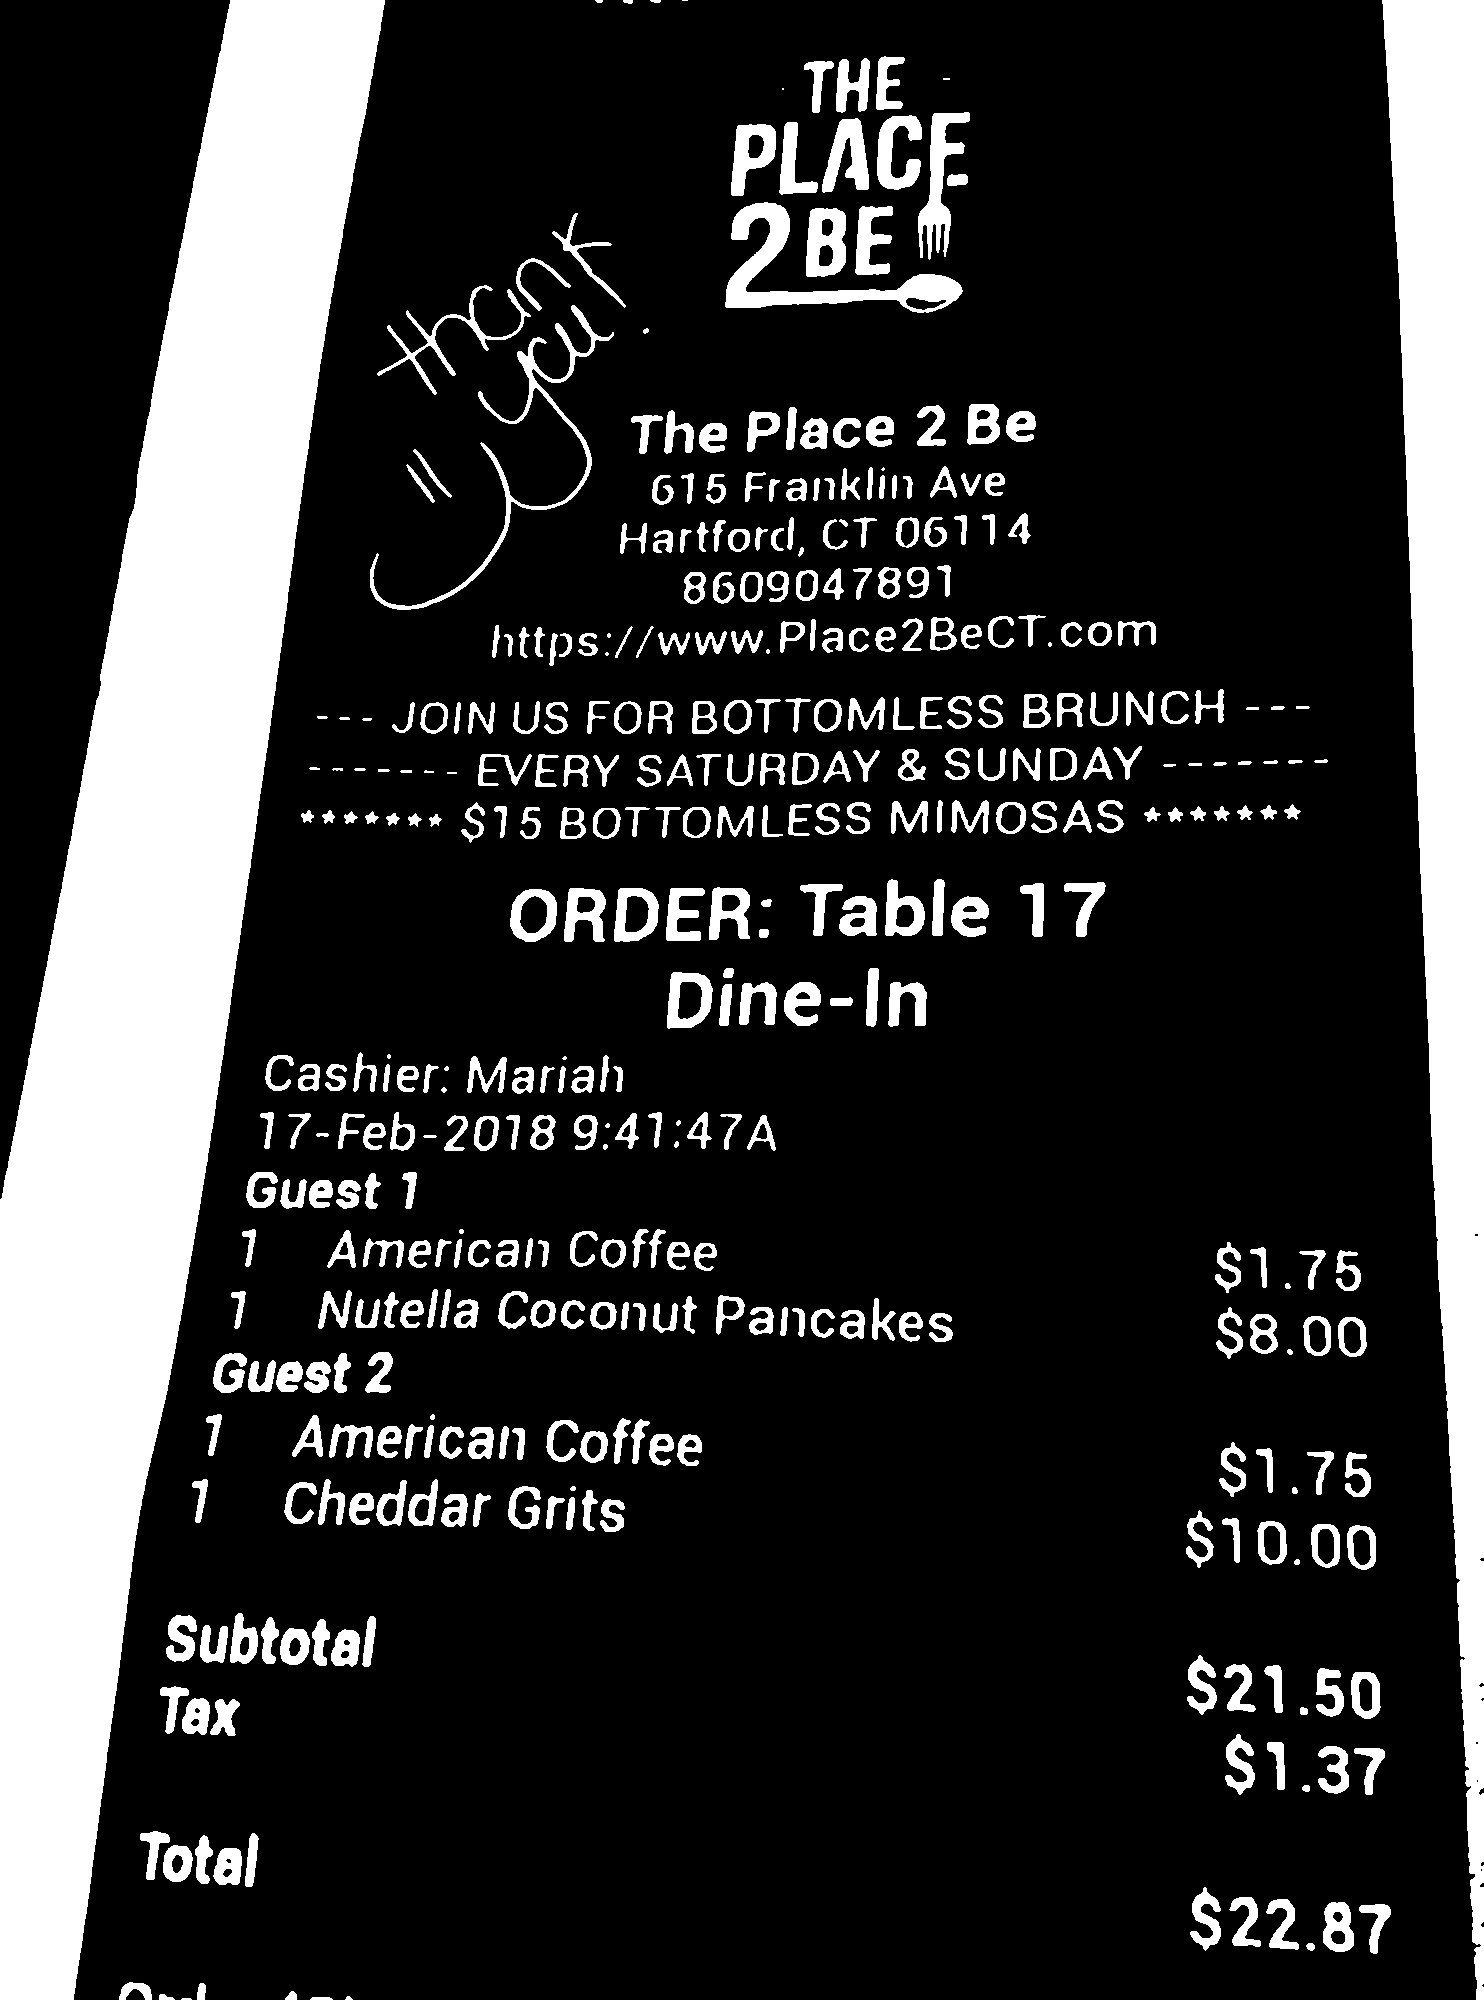 THE
PLACE
2 BE
thank
you!
The Place 2 Be
615 Franklin Ave
Hartford, CT 06114
8609047891
https://www.Place2BeCT.com
--- JOIN US FOR BOTTOMLESS BRUNCH ---
------- EVERY SATURDAY & SUNDAY -------
******* $15 BOTTOMLESS MIMOSAS *******
ORDER: Table 17
Dine-In
Cashier: Mariah
17-Feb-2018 9:41:47A
Guest 1
1 American Coffee $1.75
1 Nutella Coconut Pancakes $8.00
Guest 2
1 American Coffee $1.75
1 Cheddar Grits $10.00
Subtotal $21.50
Tax $1.37
Total $22.87